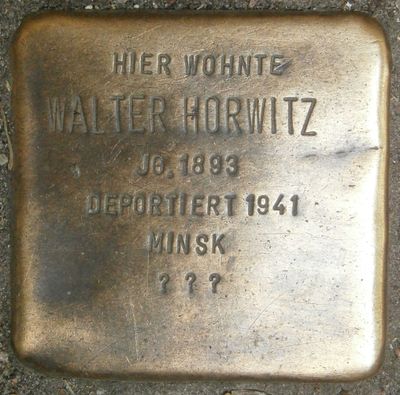 HIER WOHNTE
WALTER HORWITZ
JG. 1893
DEPORTIERT 1941
MINSK
? ? ?